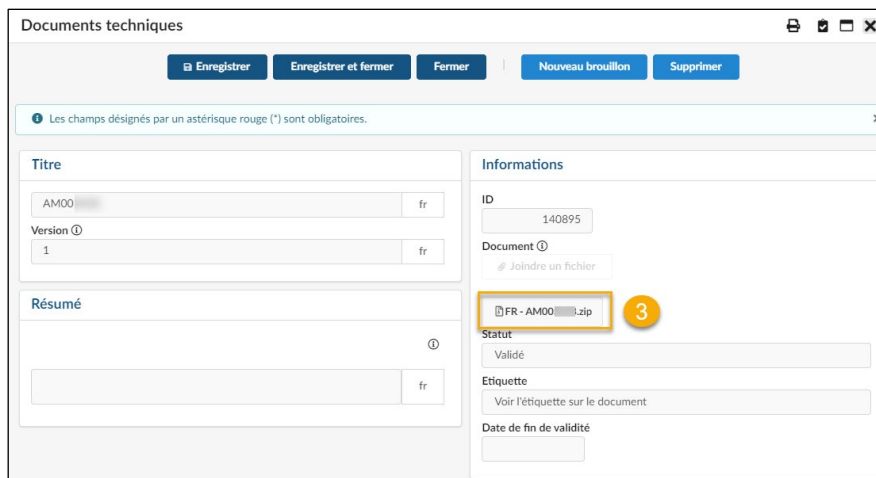 Documents techniques
Enregistrer Enregistrer et fermer Fermer Nouveau brouillon Supprimer
Les champs désignés par un astérisque rouge (*) sont obligatoires.
Titre
AM00
fr
Version
1
fr
Résumé
fr
Informations
ID
140895
Document
Joindre un fichier
FR - AM00 .zip
3
Statut
Validé
Etiquette
Voir l'étiquette sur le document
Date de fin de validité